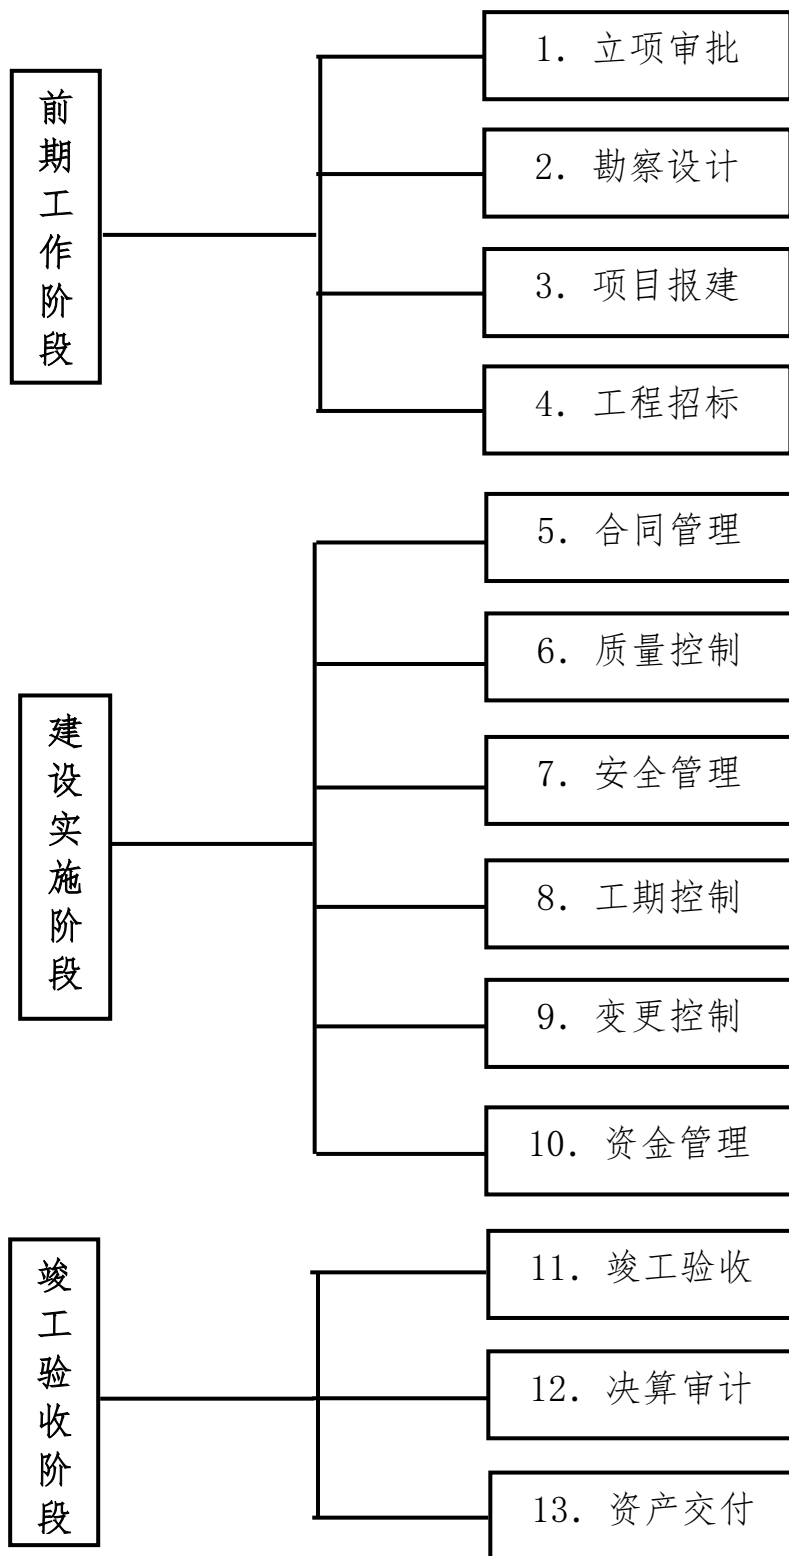 前期工作阶段
1. 立项审批
2. 勘察设计
3. 项目报建
4. 工程招标
建设实施阶段
5. 合同管理
6. 质量控制
7. 安全管理
8. 工期控制
9. 变更控制
10. 资金管理
竣工验收阶段
11. 竣工验收
12. 决算审计
13. 资产交付